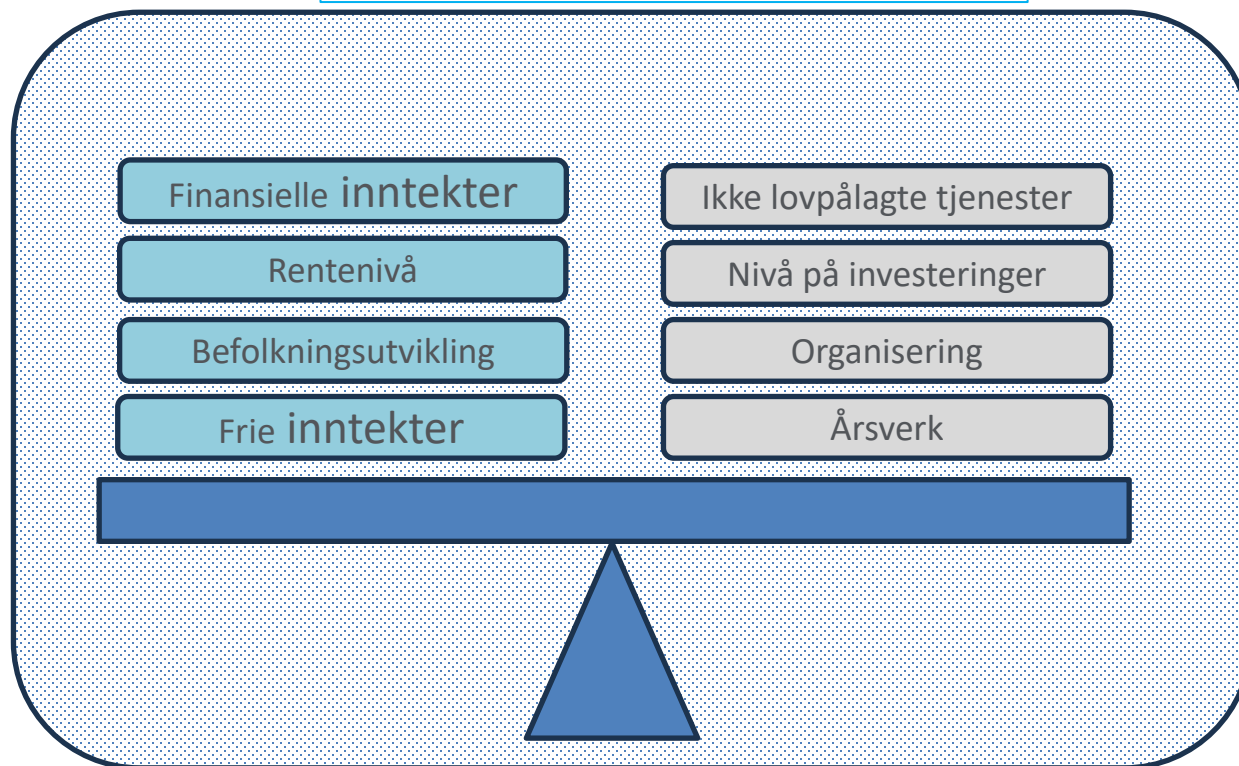 Finansielle inntekter
Rentenivå
Befolkningsutvikling
Frie inntekter
Ikke lovpålagte tjenester
Nivå på investeringer
Organisering
Årsverk